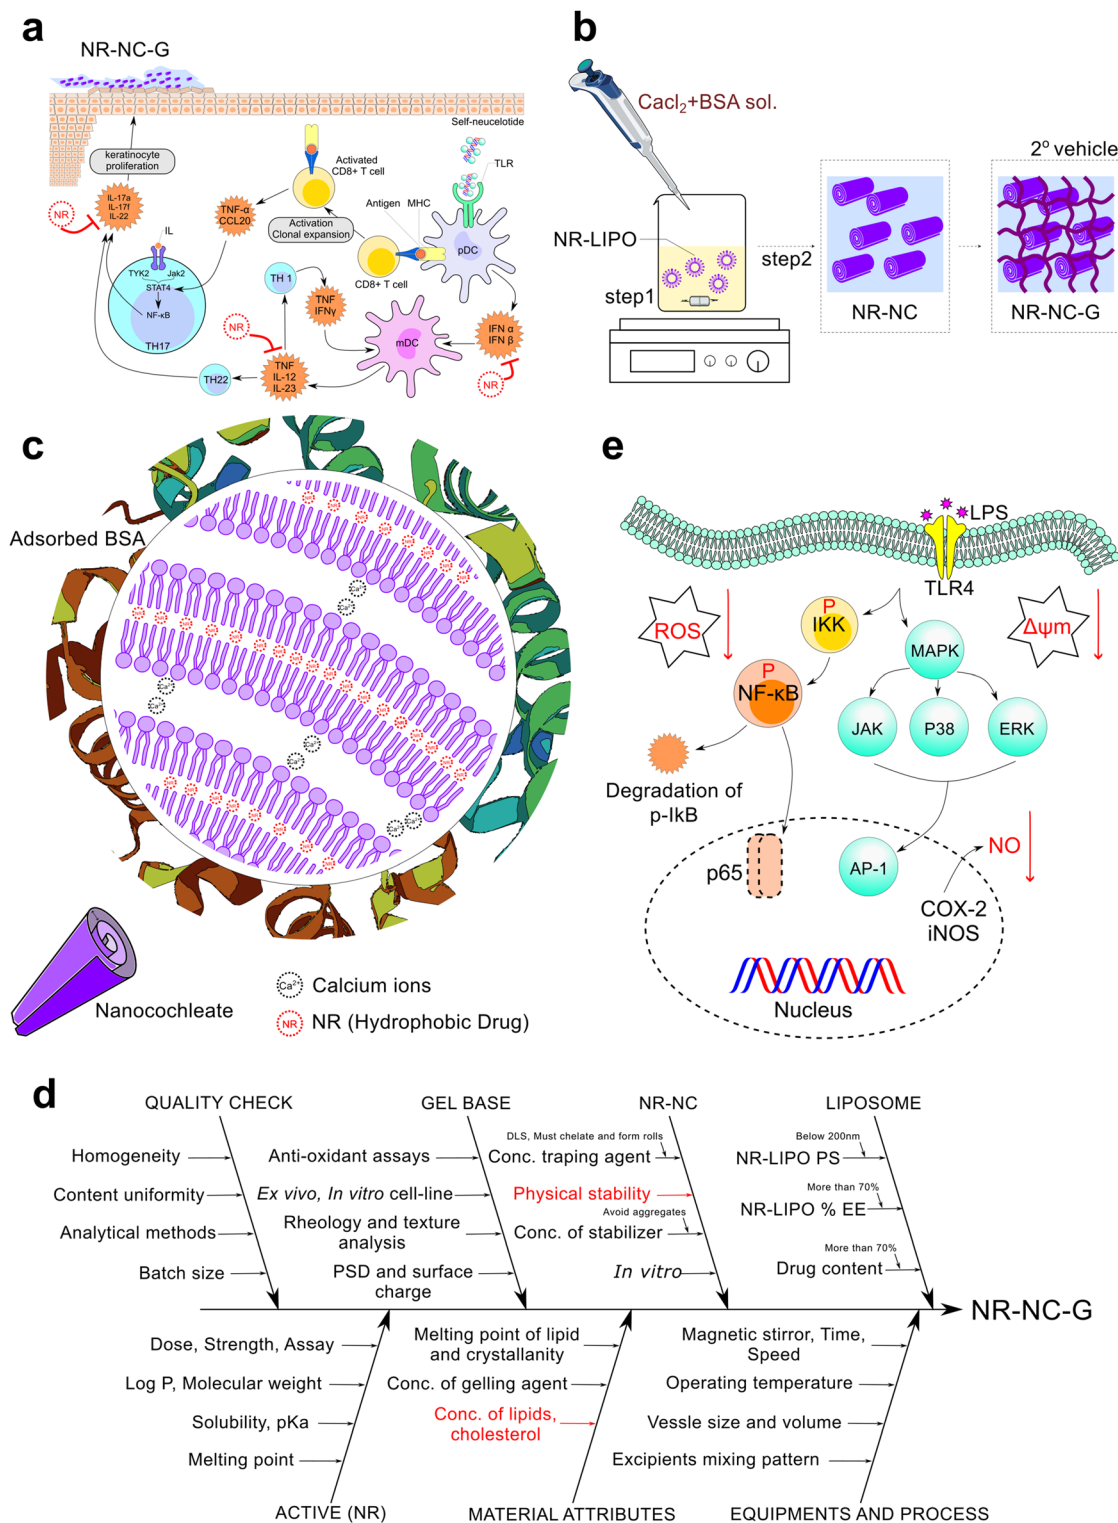 a
NR-NC-G
Self-neucelotide
TLR
keratinocyte
proliferation
Activated
CD8+ T cell
NR
IL-17a
IL-17f
IL-22
TNF-α
CCL20
Antigen
MHC
Activation
Clonal expansion
pDC
IL
TYK2
Jak2
STAT4
NF-κB
TH17
CD8+ T cell
TH 1
TNF
IFNγ
NR
mDC
IFN α
IFN β
TNF
IL-12
IL-23
TH22
NR
b
Cacl2+BSA sol.
NR-LIPO
step1
step2
2º vehicle
NR-NC
NR-NC-G
c
Adsorbed BSA
NR
Ca²⁺
Nanocochleate
Ca²⁺
Calcium ions
NR
NR (Hydrophobic Drug)
e
LPS
TLR4
ROS
P
IKK
Δψm
MAPK
P
NF-κB
JAK
P38
ERK
Degradation of
p-IkB
p65
AP-1
NO
COX-2
iNOS
Nucleus
d
QUALITY CHECK
GEL BASE
NR-NC
LIPOSOME
Homogeneity
Content uniformity
Analytical methods
Batch size
Anti-oxidant assays
Ex vivo, In vitro cell-line
Rheology and texture
analysis
PSD and surface
charge
DLS, Must chelate and form rolls
Conc. traping agent
Physical stability
Avoid aggregates
Conc. of stabilizer
In vitro
Below 200nm
NR-LIPO PS
More than 70%
NR-LIPO % EE
More than 70%
Drug content
NR-NC-G
Dose, Strength, Assay
Log P, Molecular weight
Solubility, pKa
Melting point
Melting point of lipid
and crystallanity
Conc. of gelling agent
Conc. of lipids,
cholesterol
Magnetic stirror, Time,
Speed
Operating temperature
Vessle size and volume
Excipients mixing pattern
ACTIVE (NR)
MATERIAL ATTRIBUTES
EQUIPMENTS AND PROCESS